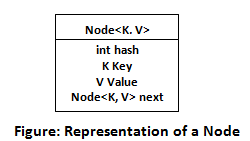 Node<K. V>
int hash
K Key
V Value
Node<K, V> next
Figure: Representation of a Node